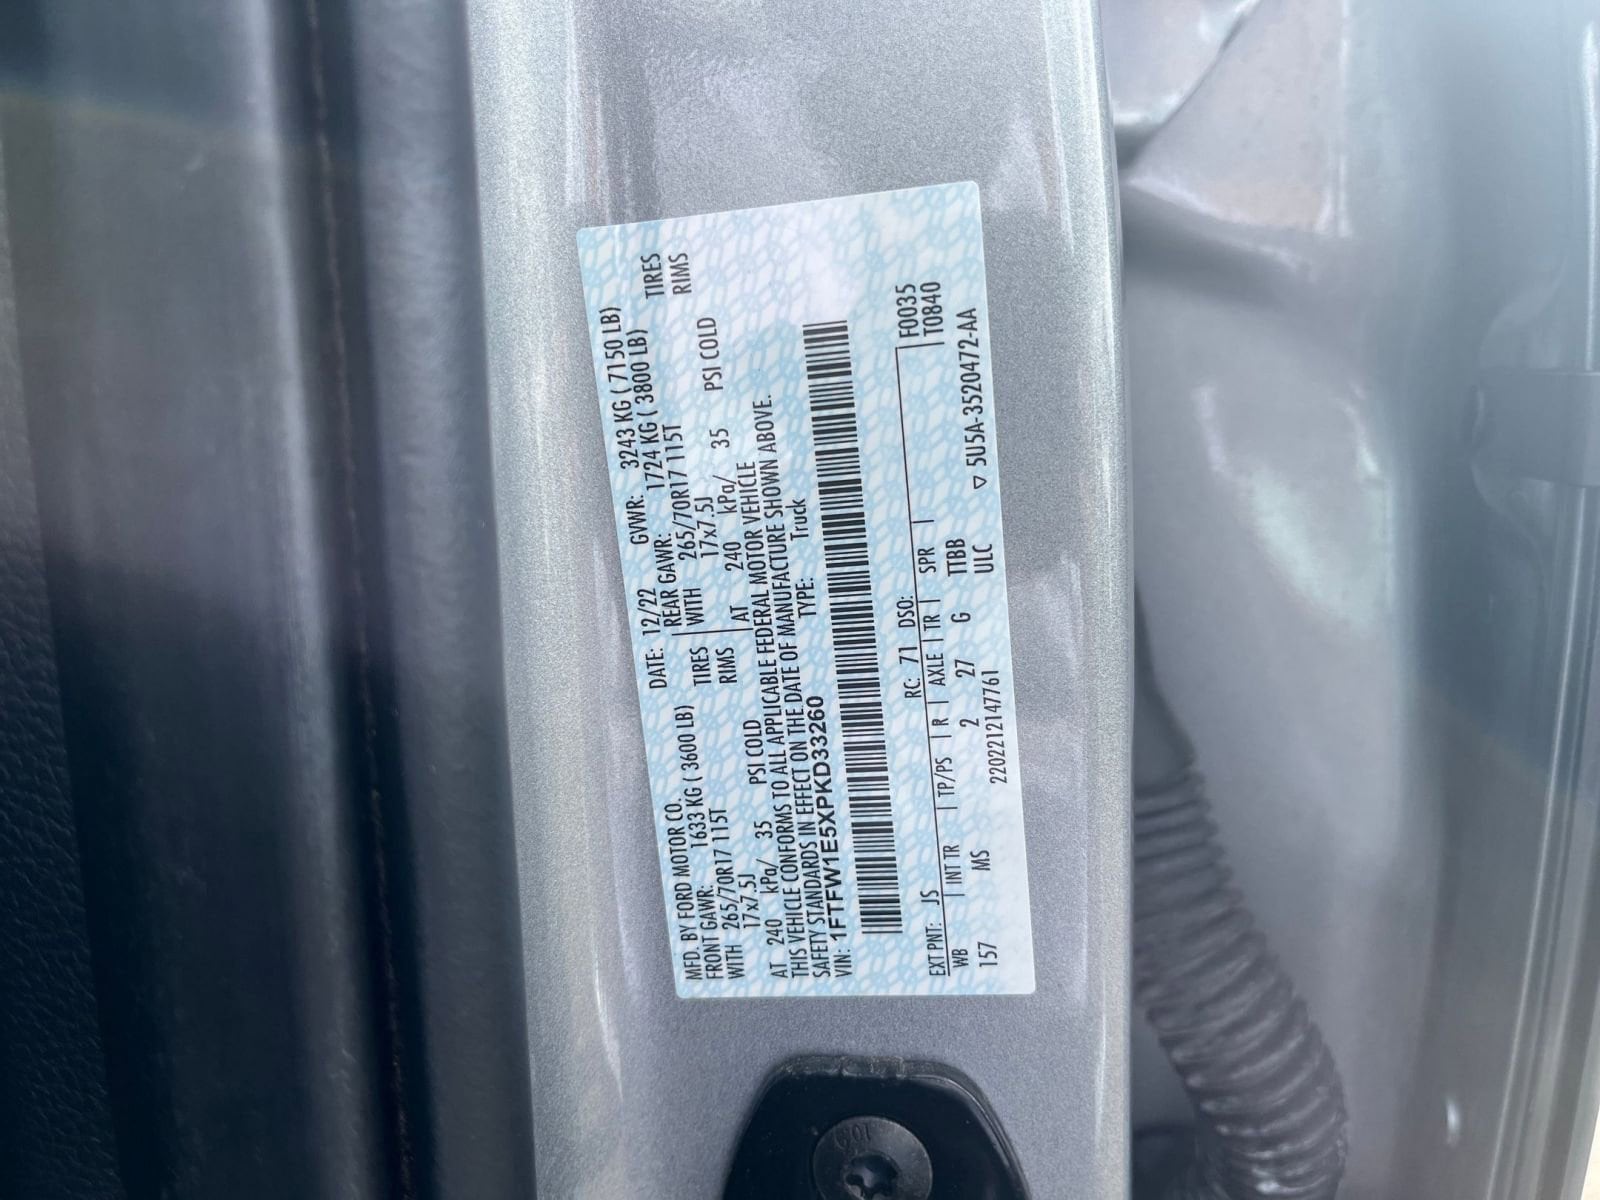 MFD. BY FORD MOTOR CO.
DATE: 12/22 GVWR: 3243 KG ( 7150 LB)
FRONT GAWR: 1633 KG ( 3600 LB) REAR GAWR: 1724 KG ( 3800 LB)
WITH 265/70R17 115T TIRES WITH 265/70R17 115T TIRES
17x7.5J RIMS 17x7.5J RIMS
AT 240 kPa/ 35 PSI COLD AT 240 kPa/ 35 PSI COLD
THIS VEHICLE CONFORMS TO ALL APPLICABLE FEDERAL MOTOR VEHICLE
SAFETY STANDARDS IN EFFECT ON THE DATE OF MANUFACTURE SHOWN ABOVE.
VIN: 1FTFW1E5XPKD33260 TYPE: Truck
EXT PNT: JS RC: 71 DSO: F0035
WB INT TR TP/PS R AXLE TR SPR T0840
157 MS 2 27 G TTBB
2202212147761 ULC ▽ 5U5A-3520472-AA